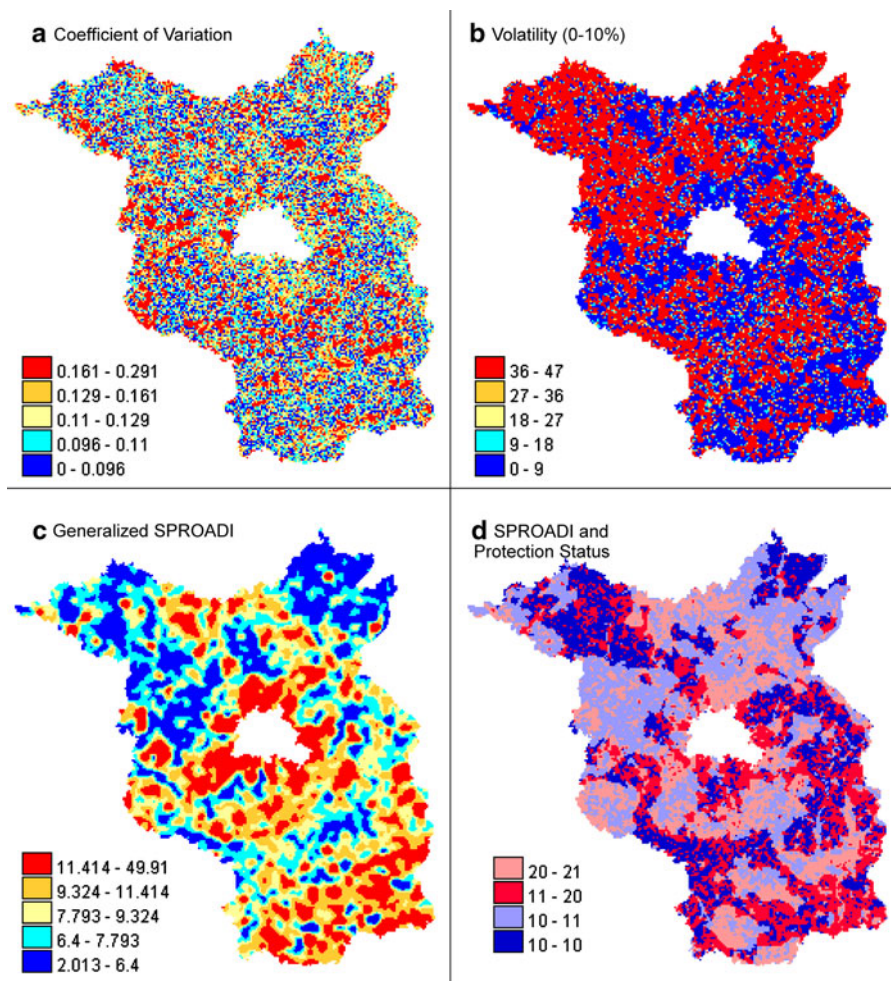 a Coefficient of Variation
0.161 - 0.291
0.129 - 0.161
0.11 - 0.129
0.096 - 0.11
0 - 0.096
b Volatility (0-10%)
36 - 47
27 - 36
18 - 27
9 - 18
0 - 9
c Generalized SPROADI
11.414 - 49.91
9.324 - 11.414
7.793 - 9.324
6.4 - 7.793
2.013 - 6.4
d SPROADI and
Protection Status
20 - 21
11 - 20
10 - 11
10 - 10